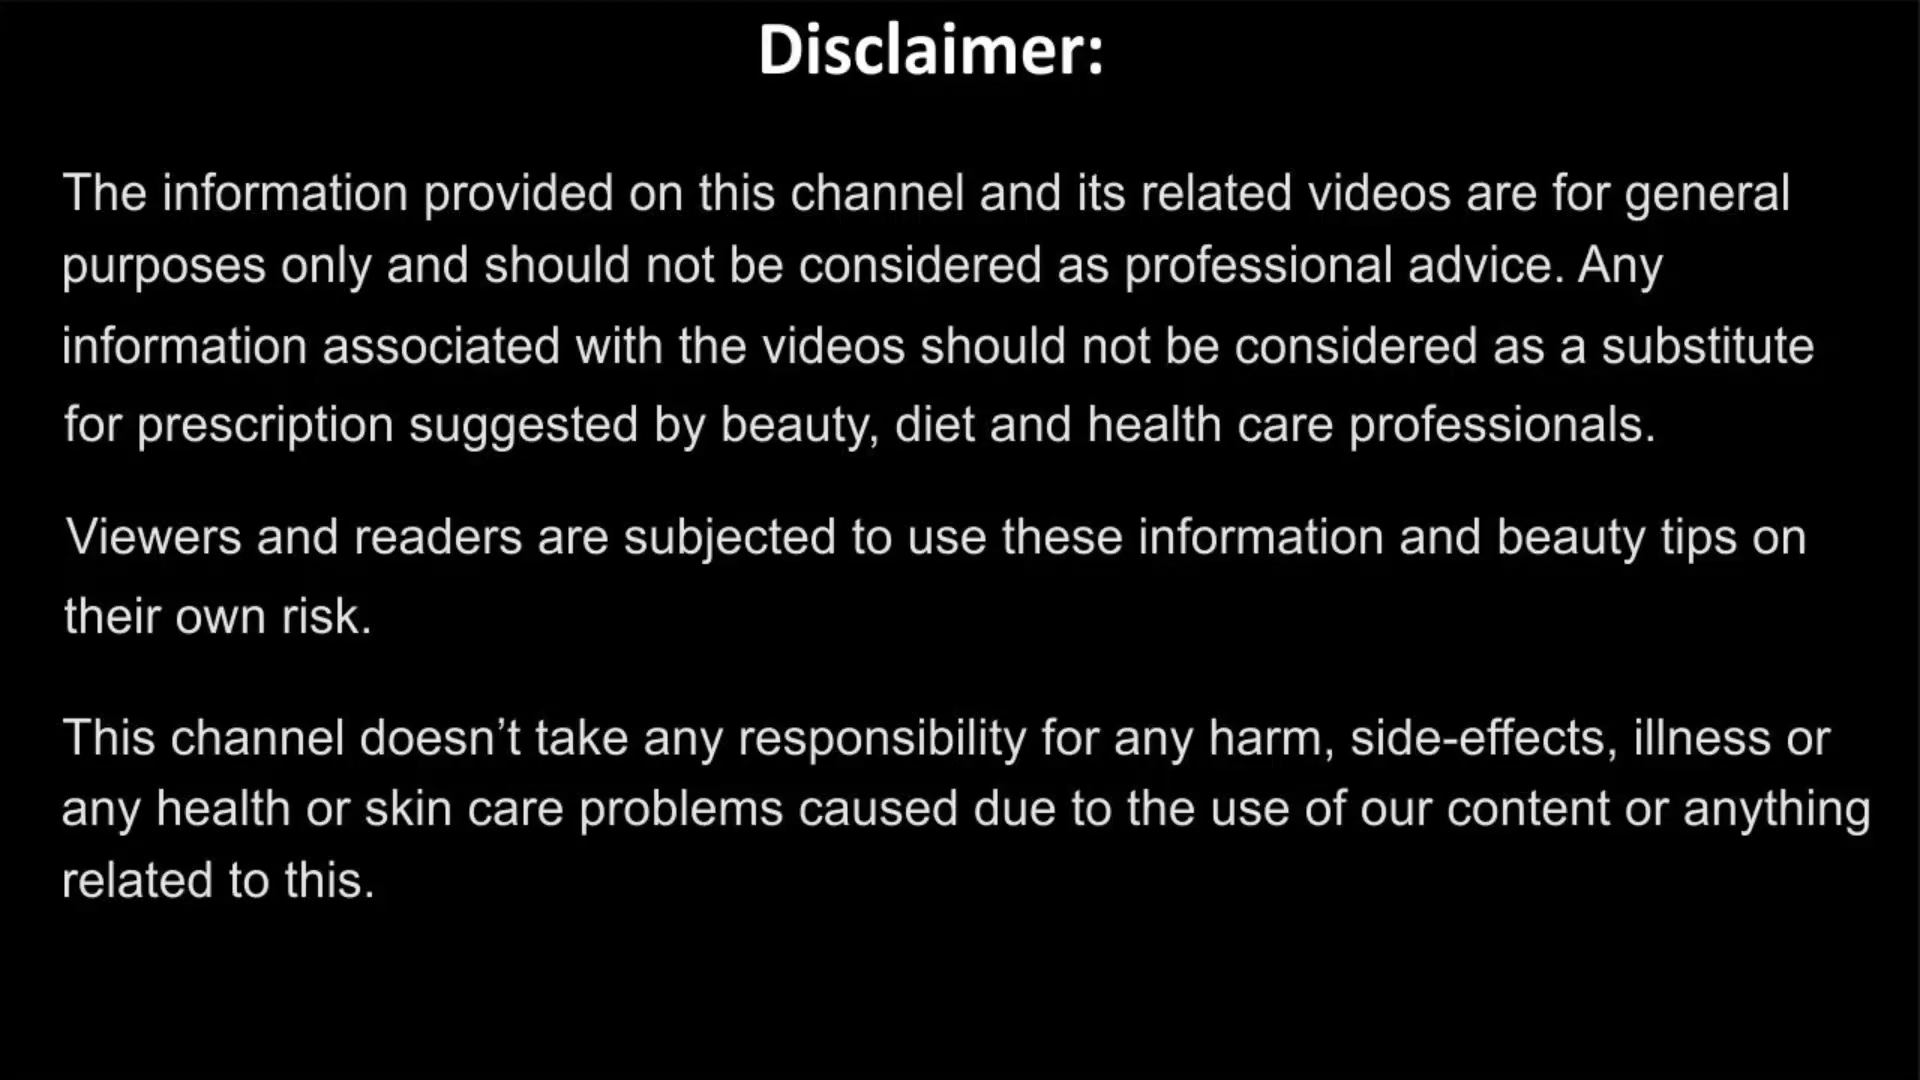 Disclaimer:
The information provided on this channel and its related videos are for general
purposes only and should not be considered as professional advice. Any
information associated with the videos should not be considered as a substitute
for prescription suggested by beauty, diet and health care professionals.
Viewers and readers are subjected to use these information and beauty tips on
their own risk.
This channel doesn’t take any responsibility for any harm, side-effects, illness or
any health or skin care problems caused due to the use of our content or anything
related to this.